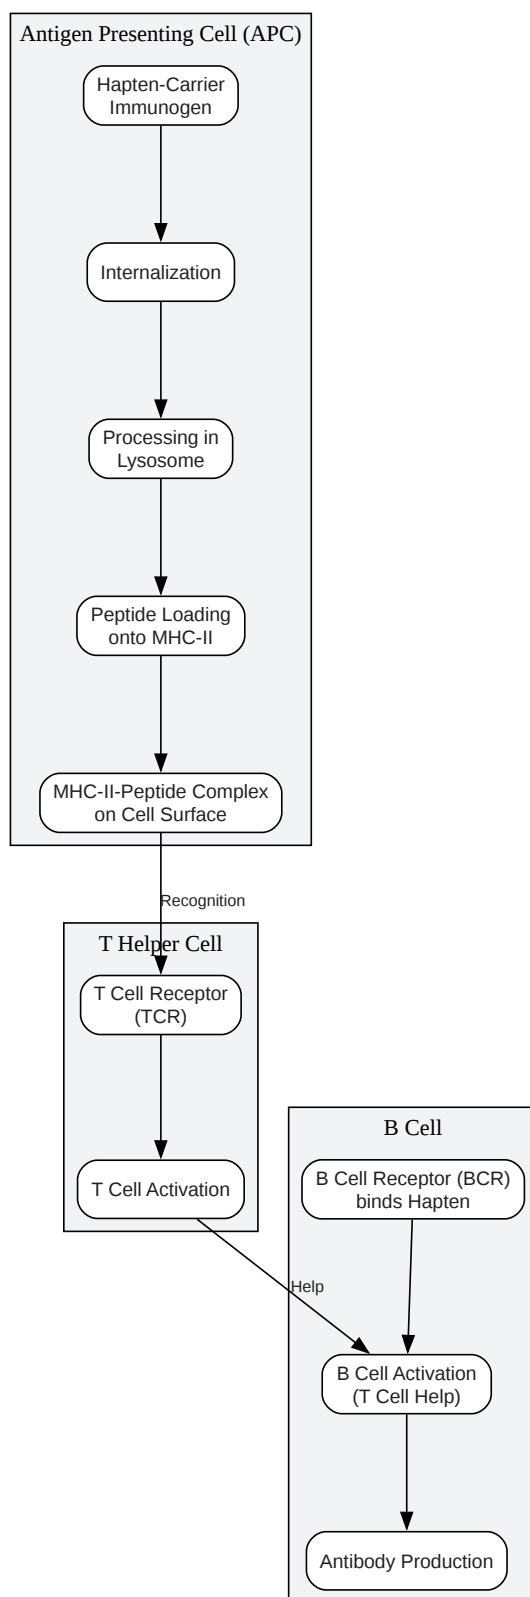 Antigen Presenting Cell (APC)
Hapten-Carrier
Immunogen
Internalization
Processing in
Lysosome
Peptide Loading
onto MHC-II
MHC-II-Peptide Complex
on Cell Surface
Recognition
T Helper Cell
T Cell Receptor
(TCR)
T Cell Activation
B Cell
B Cell Receptor (BCR)
binds Hapten
Help
B Cell Activation
(T Cell Help)
Antibody Production